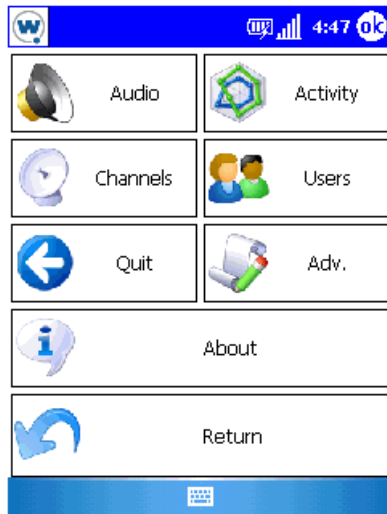 w 4:47 ok
Audio Activity
Channels Users
Quit Adv.
About
Return